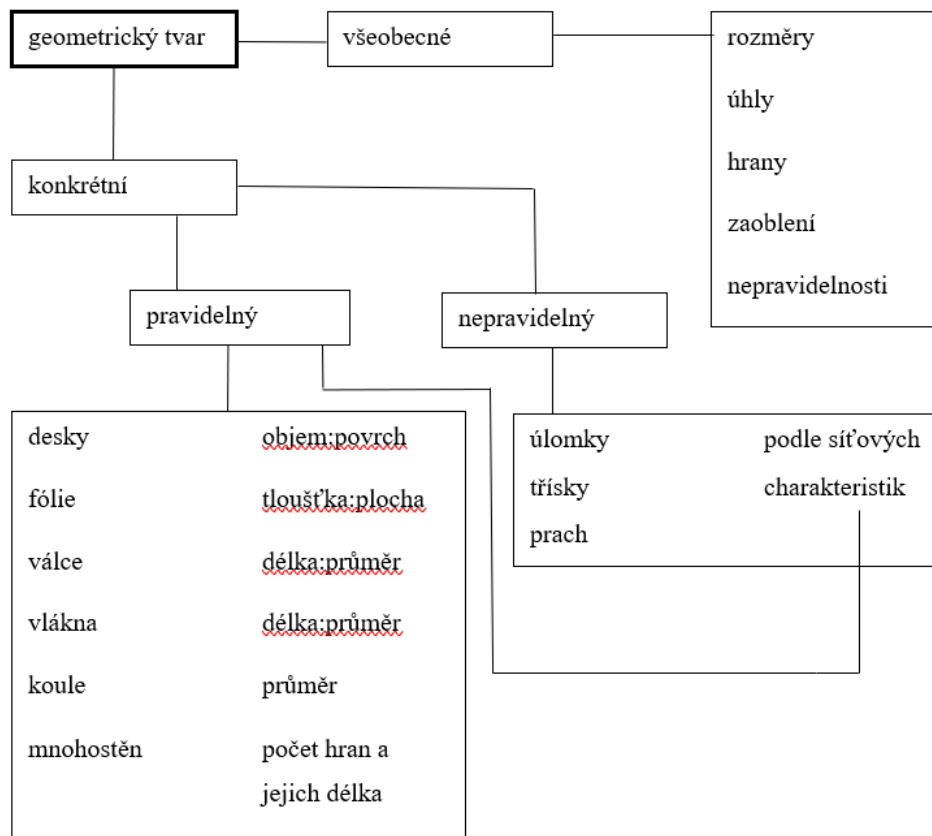 geometrický tvar
všeobecné
rozměry
úhly
hrany
zaoblení
nepravidelnosti
konkrétní
pravidelný
nepravidelný
desky objem:povrch
fólie tloušťka:plocha
válce délka:průměr
vlákna délka:průměr
koule průměr
mnohostěn počet hran a
jejich délka
úlomky podle síťových
třísky charakteristik
prach